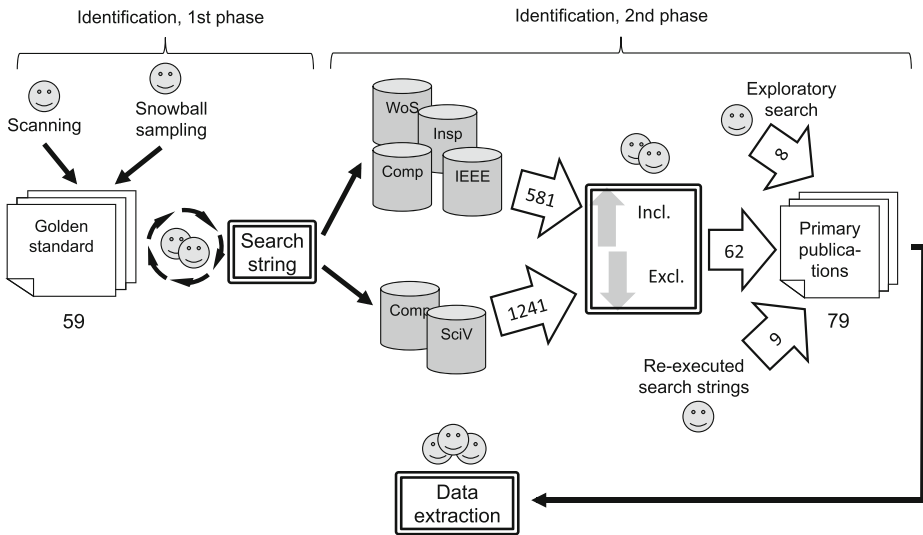 Identification, 1st phase
Identification, 2nd phase
Scanning
Snowball
sampling
Golden
standard
59
Search
string
WoS
Insp
Comp
IEEE
Comp
SciV
581
1241
Incl.
Excl.
62
Exploratory
search
8
Primary
publica-
tions
79
9
Re-executed
search strings
Data
extraction